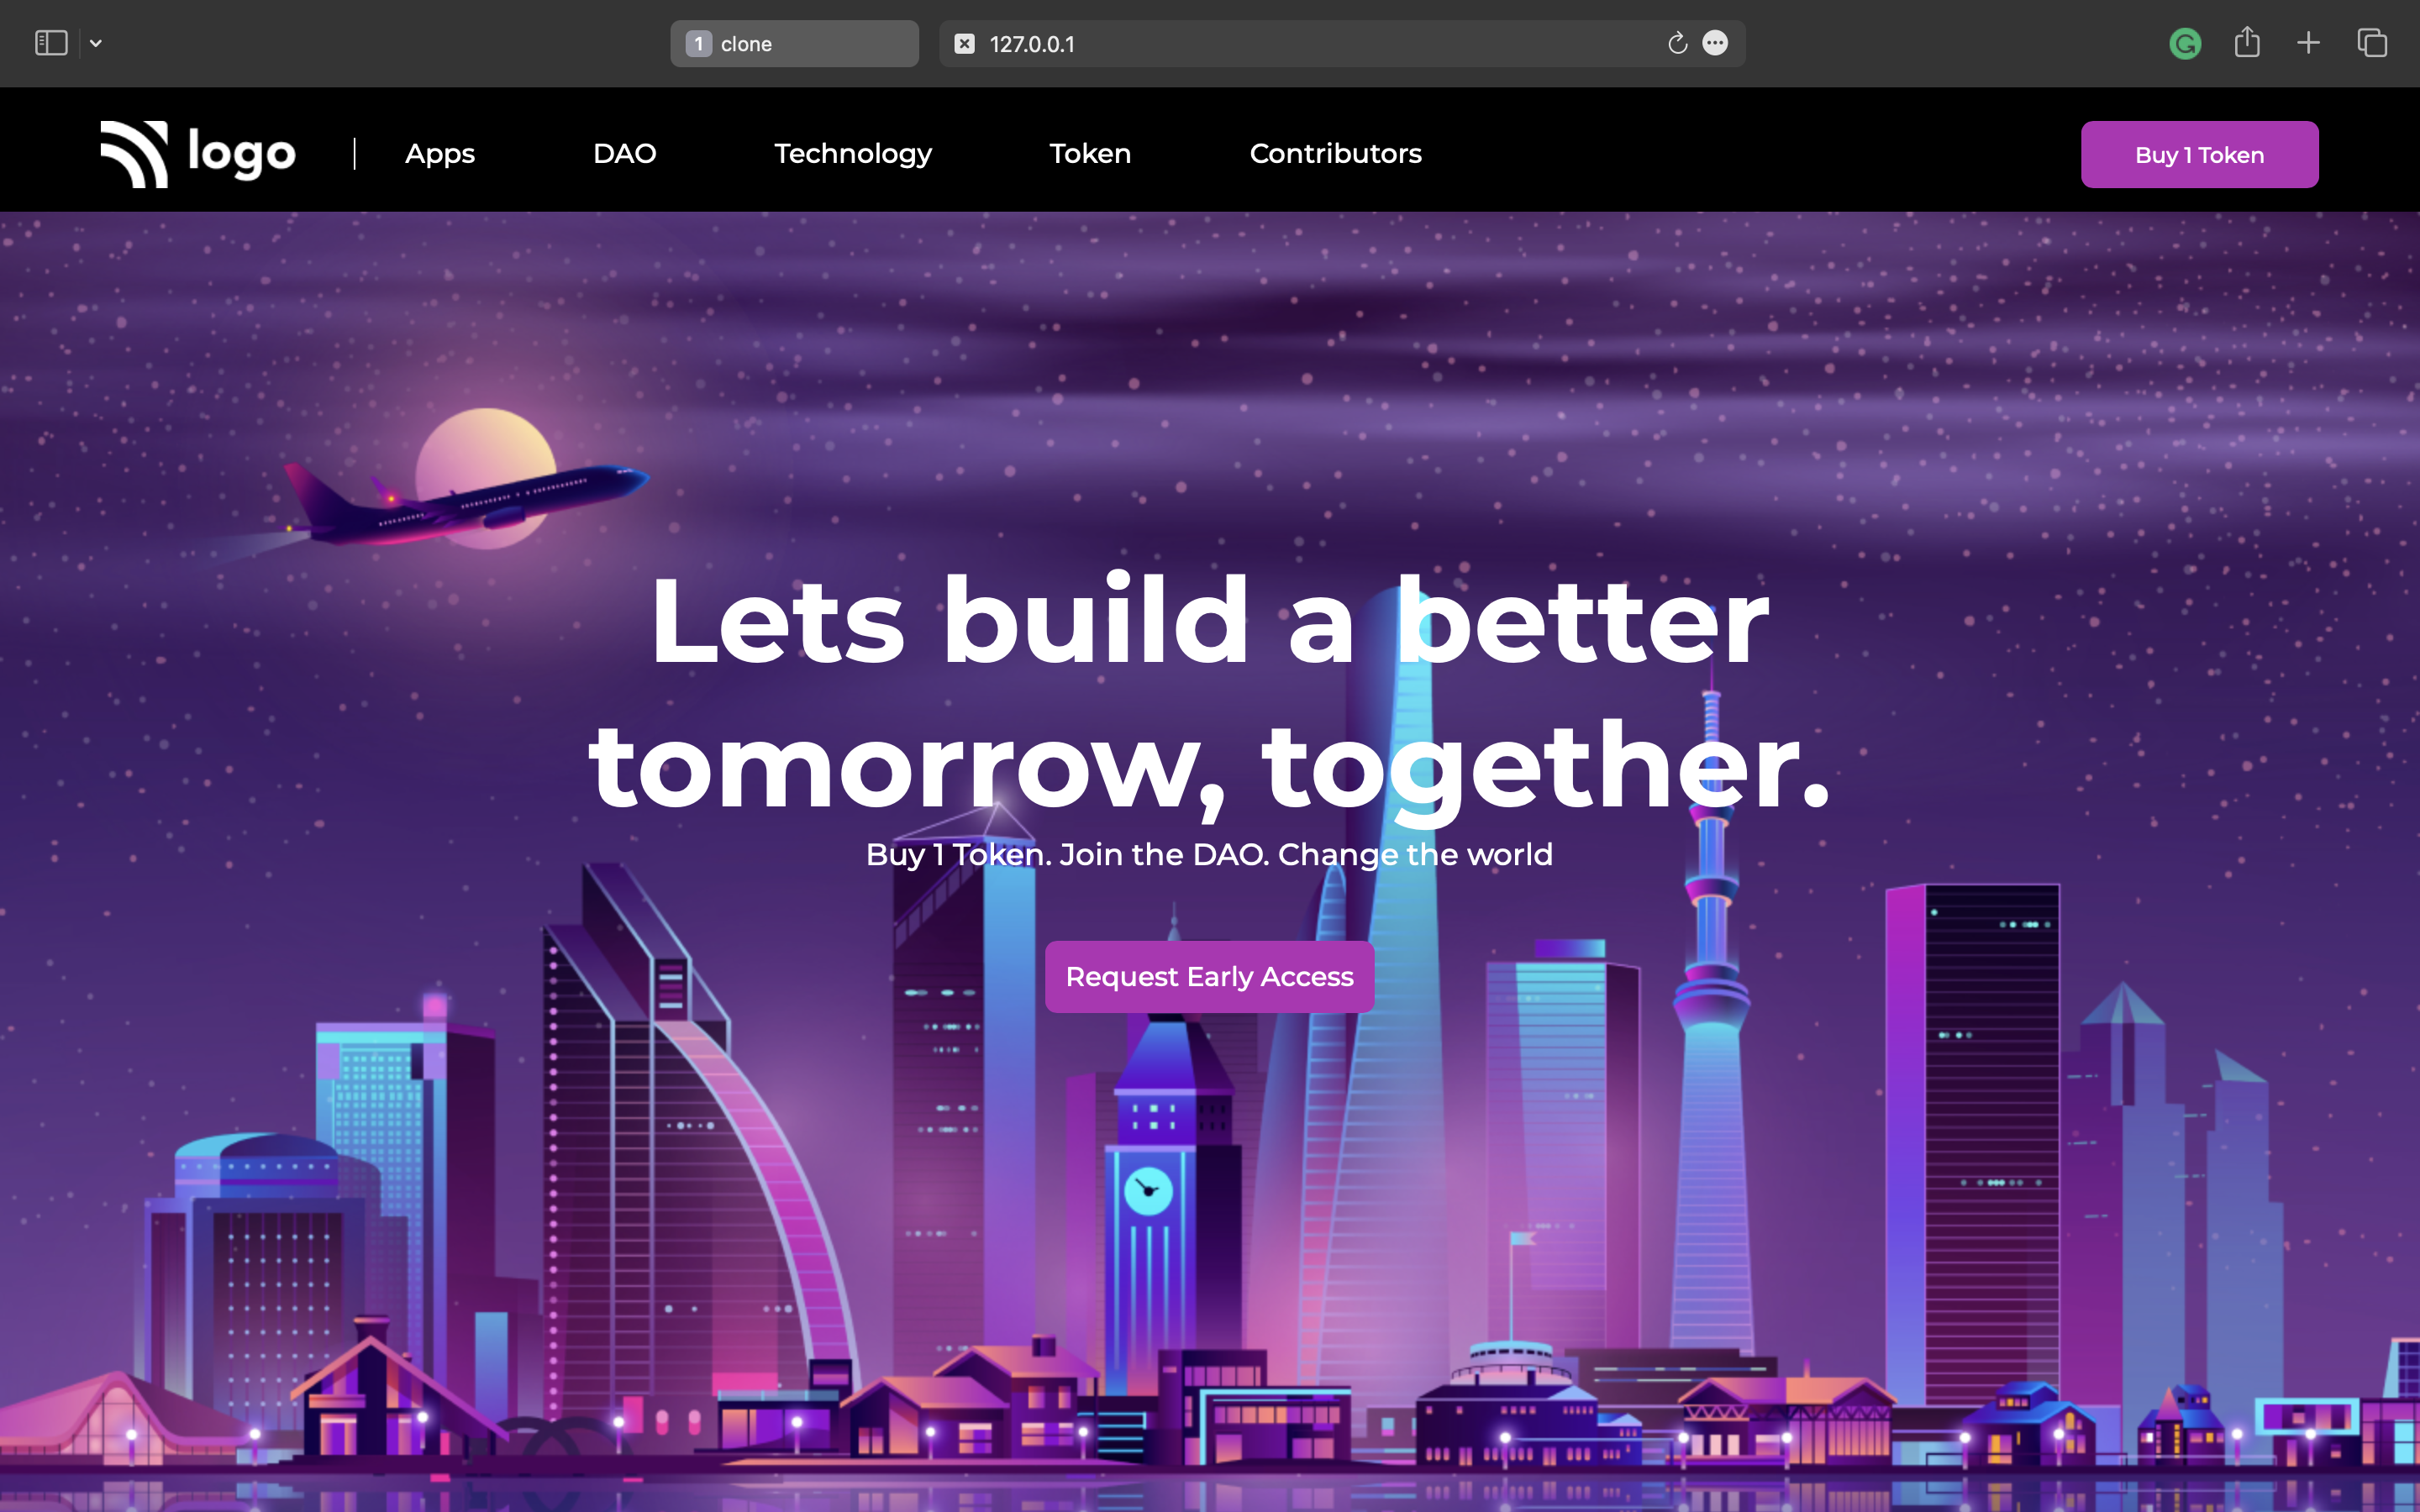 1 clone
127.0.0.1
logo | Apps DAO Technology Token Contributors Buy 1 Token
Lets build a better
tomorrow, together.
Buy 1 Token. Join the DAO. Change the world
Request Early Access